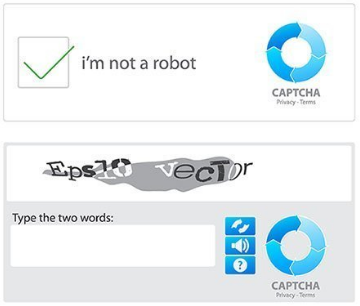 i'm not a robot
CAPTCHA
Privacy - Terms
Eps10 vector
Type the two words:
?
CAPTCHA
Privacy - Terms